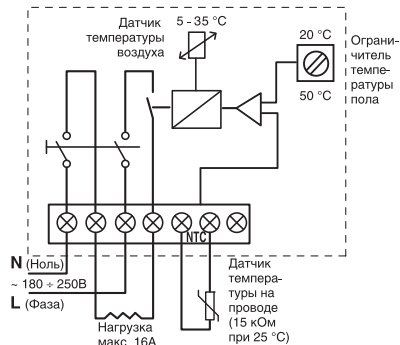 Датчик
температуры
воздуха
5 - 35 °C
20 °C
50 °C
Ограни-
читель
темпе-
ратуры
пола
NTC
N (Ноль)
~ 180 ÷ 250В
L (Фаза)
Нагрузка
макс. 16А
Датчик
темпера-
туры на
проводе
(15 кОм
при 25 °C)